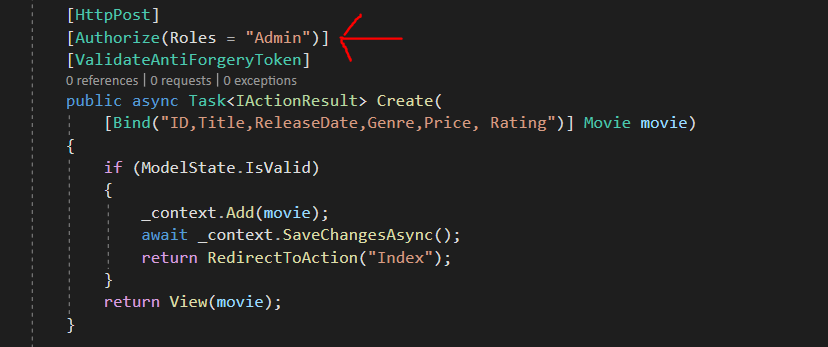 [HttpPost]
[Authorize(Roles = "Admin")]
[ValidateAntiForgeryToken]
0 references | 0 requests | 0 exceptions
public async Task<IActionResult> Create(
[Bind("ID,Title,ReleaseDate,Genre,Price, Rating")] Movie movie)
{
if (ModelState.IsValid)
{
_context.Add(movie);
await _context.SaveChangesAsync();
return RedirectToAction("Index");
}
return View(movie);
}